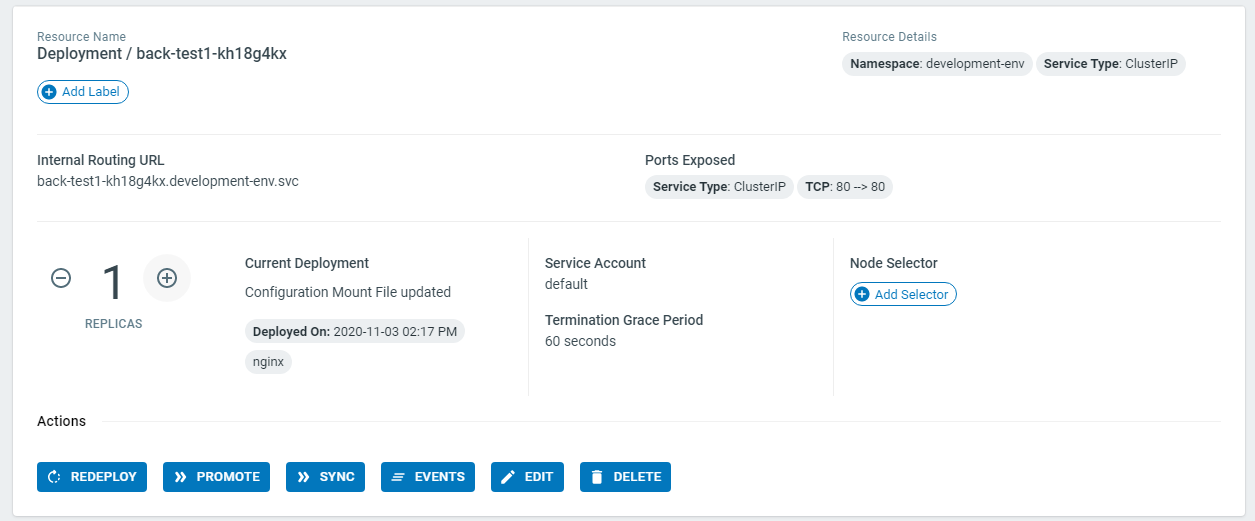 Resource Name
Deployment / back-test1-kh18g4kx
Add Label
Resource Details
Namespace: development-env Service Type: ClusterIP
Internal Routing URL
back-test1-kh18g4kx.development-env.svc
Ports Exposed
Service Type: ClusterIP TCP: 80 --> 80
1
REPLICAS
Current Deployment
Configuration Mount File updated
Deployed On: 2020-11-03 02:17 PM
nginx
Service Account
default
Termination Grace Period
60 seconds
Node Selector
Add Selector
Actions
REDEPLOY PROMOTE SYNC EVENTS EDIT DELETE